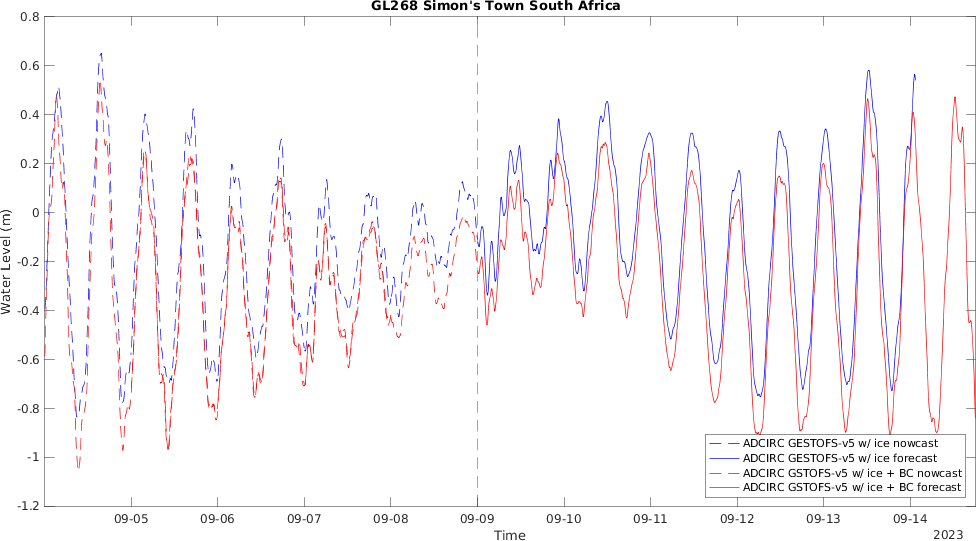 GL268 Simon's Town South Africa
0.8
0.6
0.4
0.2
0
-0.2
-0.4
-0.6
-0.8
-1
-1.2
Water Level (m)
09-05 09-06 09-07 09-08 09-09 09-10 09-11 09-12 09-13 09-14
Time
2023
ADCIRC GESTOFS-v5 w/ ice nowcast
ADCIRC GESTOFS-v5 w/ ice forecast
ADCIRC GSTOFS-v5 w/ ice + BC nowcast
ADCIRC GSTOFS-v5 w/ ice + BC forecast